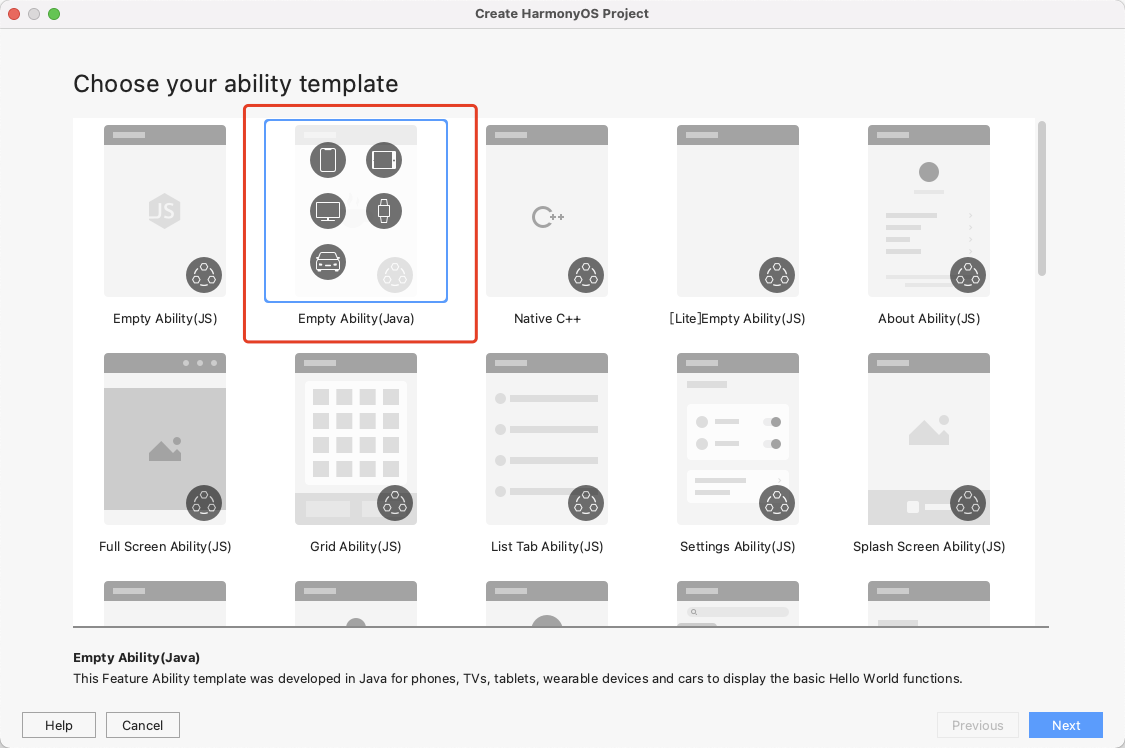 Create HarmonyOS Project
Choose your ability template
JS
C++
Empty Ability(JS)
Empty Ability(Java)
Native C++
[Lite]Empty Ability(JS)
About Ability(JS)
Full Screen Ability(JS)
Grid Ability(JS)
List Tab Ability(JS)
Settings Ability(JS)
Splash Screen Ability(JS)
Empty Ability(Java)
This Feature Ability template was developed in Java for phones, TVs, tablets, wearable devices and cars to display the basic Hello World functions.
Help
Cancel
Previous
Next